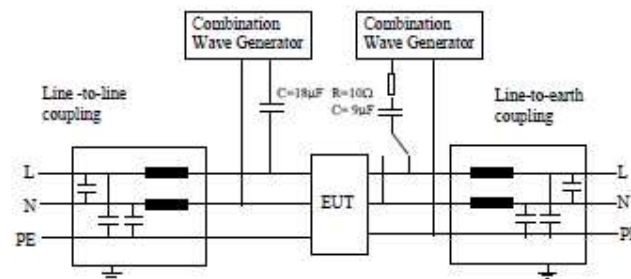 Combination
Wave Generator
Combination
Wave Generator
Line -to-line
coupling
C=18μF
R=10Ω
C= 9μF
Line-to-earth
coupling
L
N
PE
EUT
L
N
PE